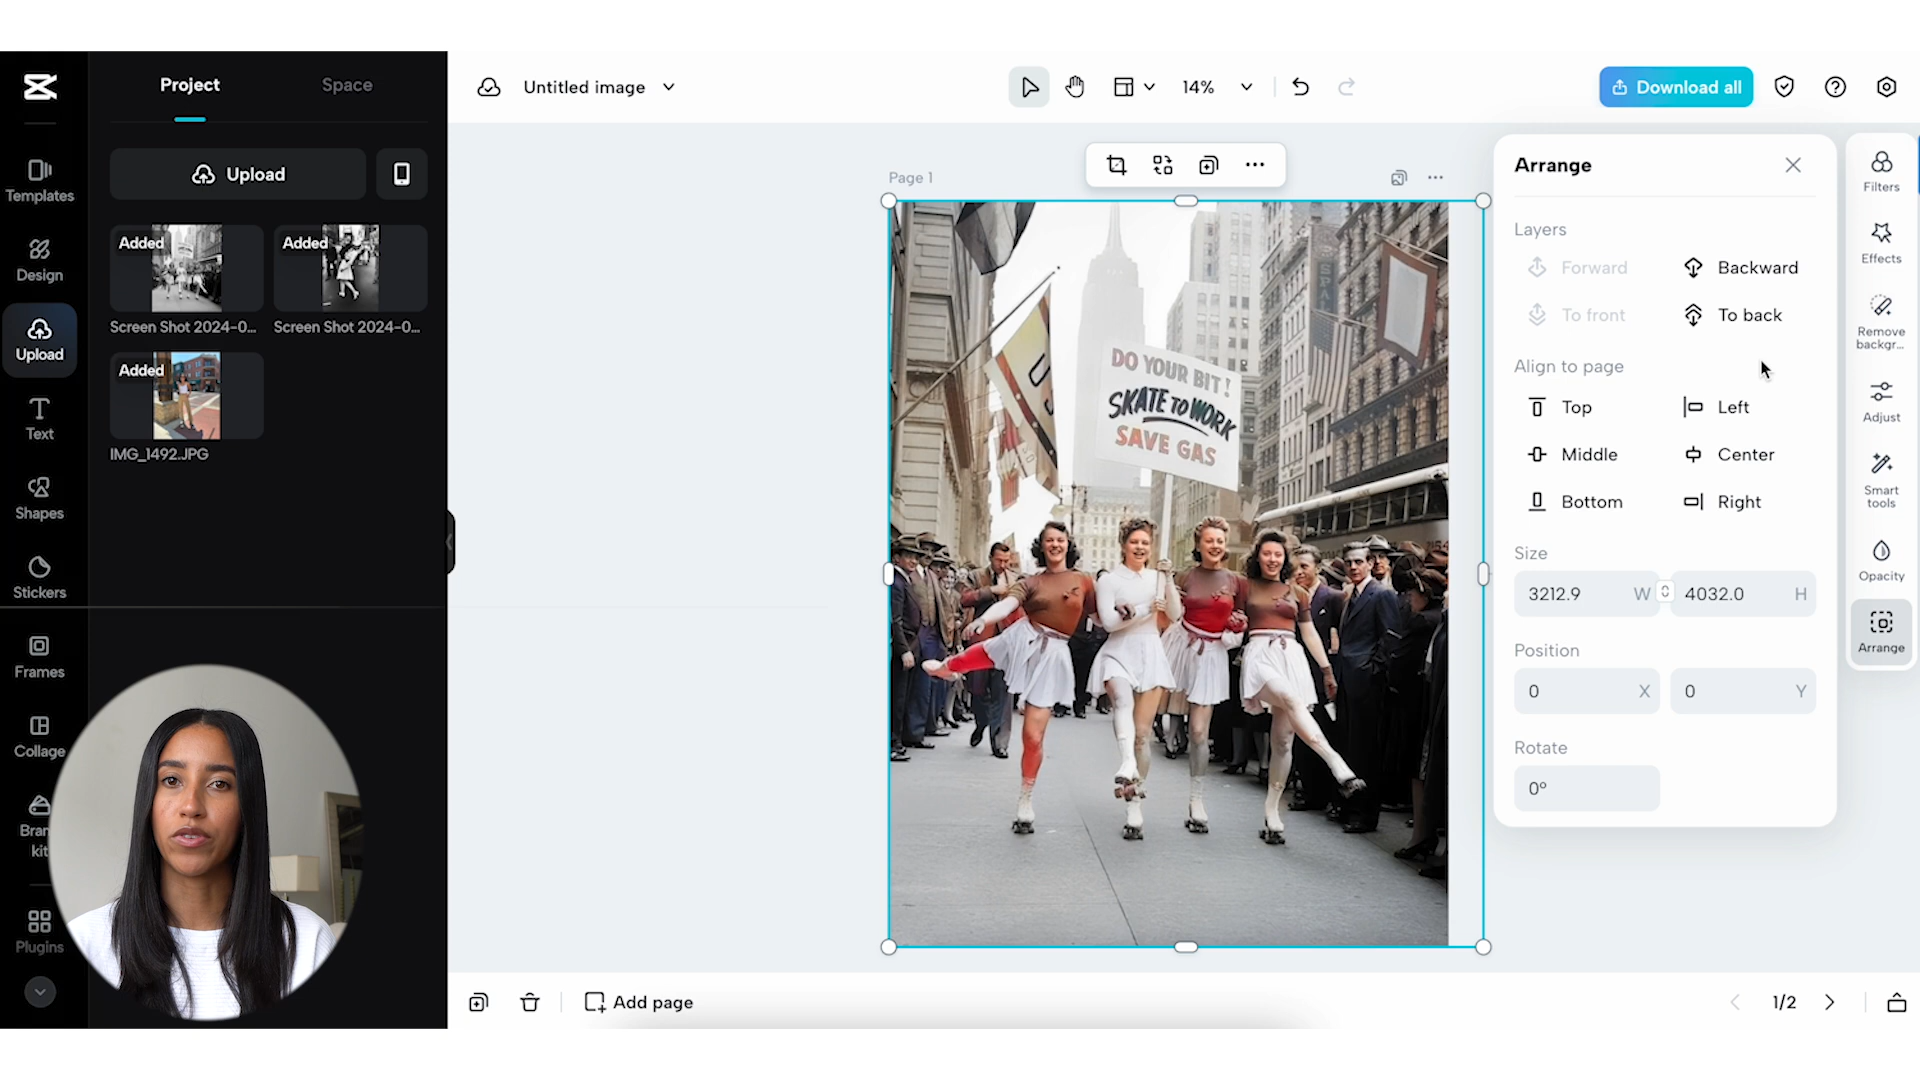 Project
Space
Untitled image
14%
Download all
Upload
Templates
Design
Upload
Text
Shapes
Stickers
Frames
Collage
Bran
kit
Plugins
Added
Added
Screen Shot 2024-0...
Screen Shot 2024-0...
Added
IMG_1492.JPG
Page 1
DO YOUR BIT!
SKATE TO WORK
SAVE GAS
Arrange
Layers
Forward
Backward
To front
To back
Align to page
Top
Left
Middle
Center
Bottom
Right
Size
3212.9 W
4032.0 H
Position
0 X
0 Y
Rotate
0°
Filters
Effects
Remove
backgr...
Adjust
Smart
tools
Opacity
Arrange
Add page
1/2